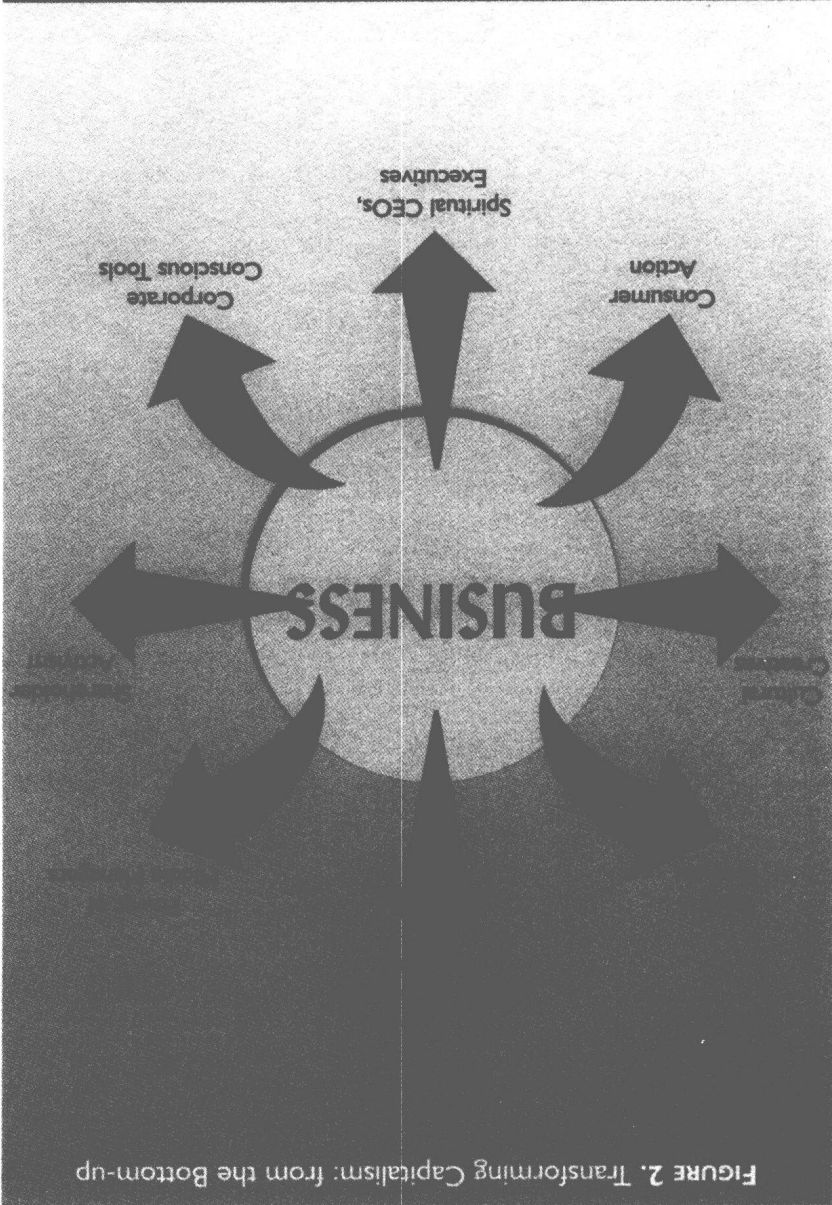 FIGURE 2. Transforming Capitalism: from the Bottom-up
Cultural
Creatives
Shareholder
Activism
BUSINESS
Consumer
Action
Corporate
Conscious Tools
Spiritual CEOs,
Executives